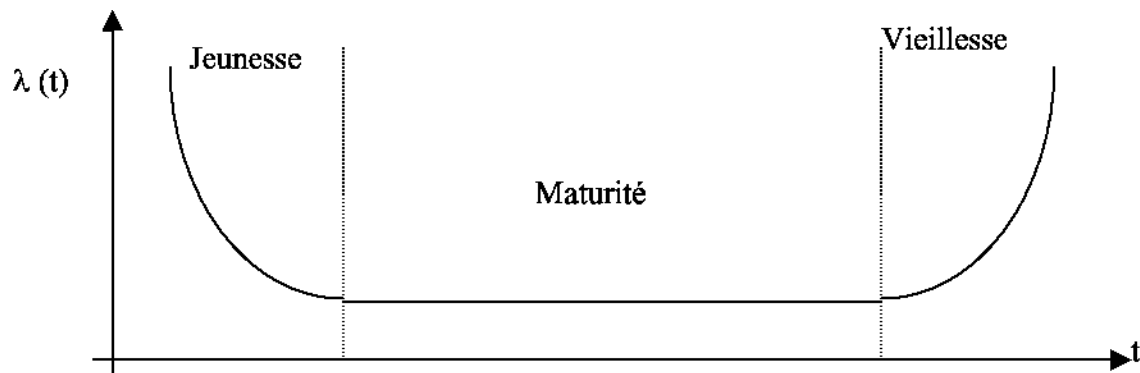 Vieillesse
Jeunesse
λ (t)
Maturité
t